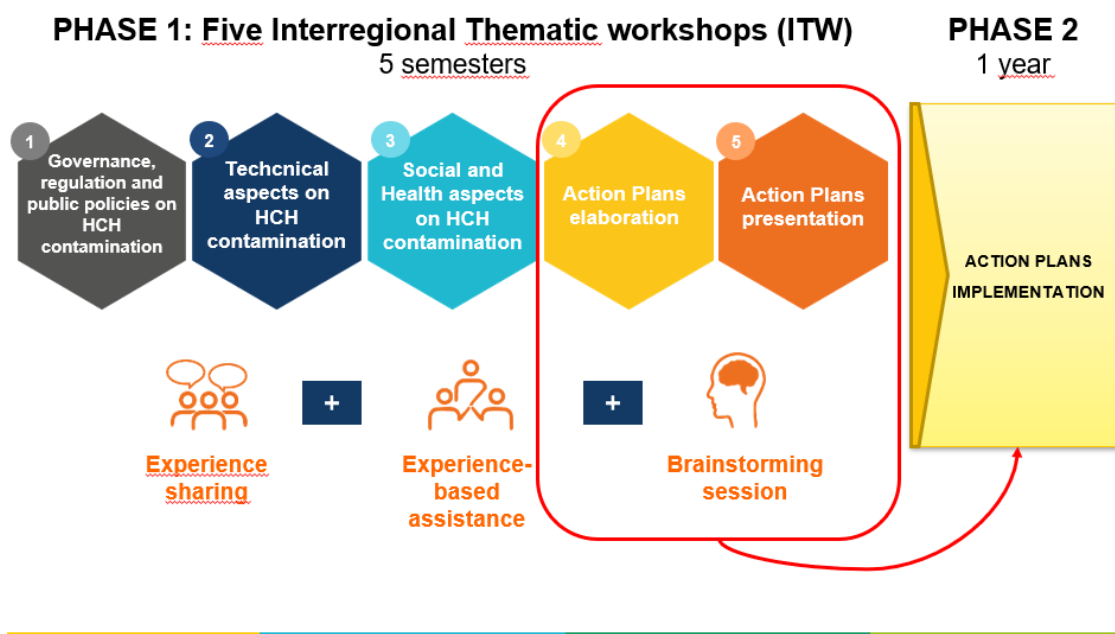 PHASE 1: Five Interregional Thematic workshops (ITW)
5 semesters
PHASE 2
1 year
1
Governance,
regulation and
public policies on
HCH
contamination
2
Techcnical
aspects on
HCH
contamination
3
Social and
Health aspects
on HCH
contamination
4
Action Plans
elaboration
5
Action Plans
presentation
ACTION PLANS
IMPLEMENTATION
Experience
sharing
+
Experience-
based
assistance
+
Brainstorming
session